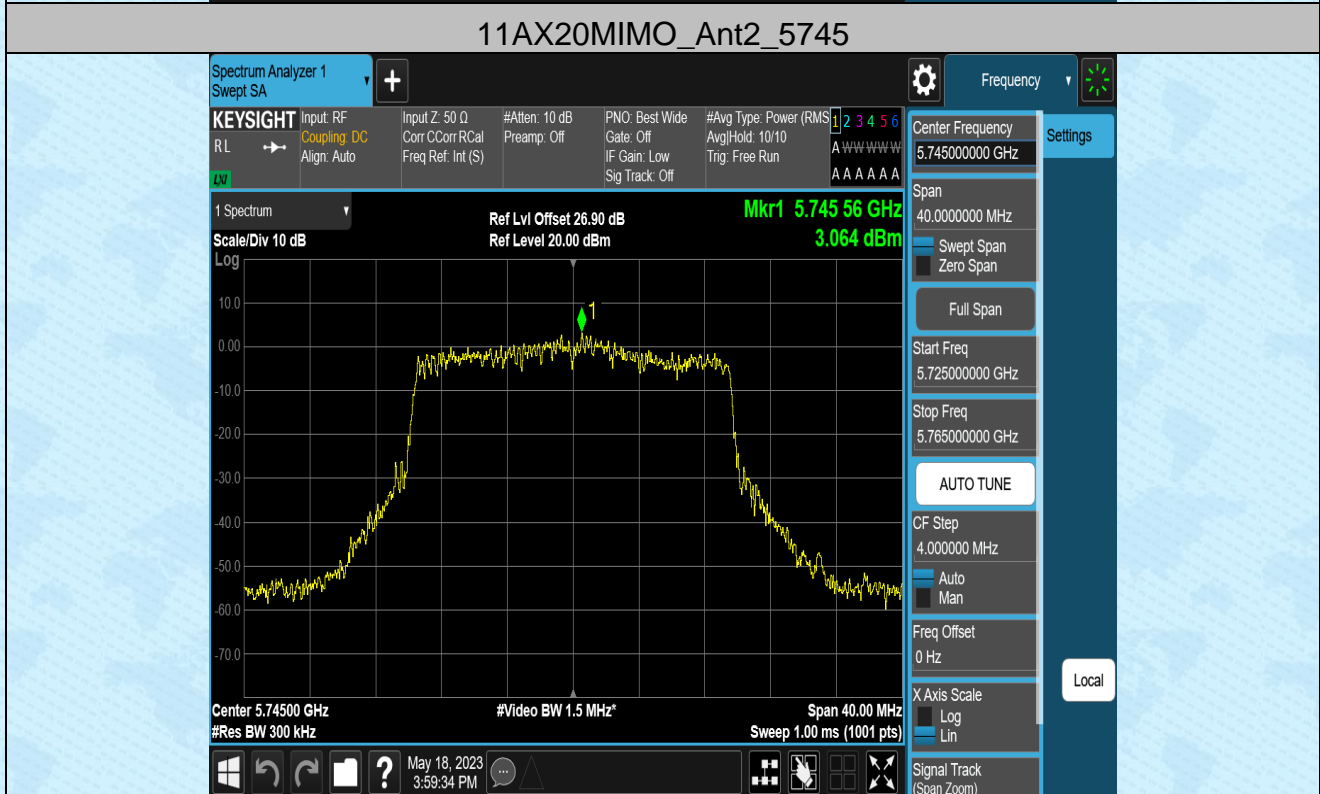 11AX20MIMO_Ant2_5745
Spectrum Analyzer 1
Swept SA
Frequency
KEYSIGHT
RL
LXI
Input: RF
Coupling: DC
Align: Auto
Input Z: 50 Ω
Corr CCorr RCal
Freq Ref: Int (S)
#Atten: 10 dB
Preamp: Off
PNO: Best Wide
Gate: Off
IF Gain: Low
Sig Track: Off
#Avg Type: Power (RMS
Avg|Hold: 10/10
Trig: Free Run
1 2 3 4 5 6
A W W W W W
A A A A A A
1 Spectrum
Scale/Div 10 dB
Log
Ref Lvl Offset 26.90 dB
Ref Level 20.00 dBm
Mkr1 5.745 56 GHz
3.064 dBm
1
10.0
0.00
-10.0
-20.0
-30.0
-40.0
-50.0
-60.0
-70.0
Center 5.74500 GHz
#Res BW 300 kHz
#Video BW 1.5 MHz*
Span 40.00 MHz
Sweep 1.00 ms (1001 pts)
Center Frequency
5.745000000 GHz
Settings
Span
40.0000000 MHz
Swept Span
Zero Span
Full Span
Start Freq
5.725000000 GHz
Stop Freq
5.765000000 GHz
AUTO TUNE
CF Step
4.000000 MHz
Auto
Man
Freq Offset
0 Hz
X Axis Scale
Log
Lin
Local
Signal Track
(Span Zoom)
?
May 18, 2023
3:59:34 PM